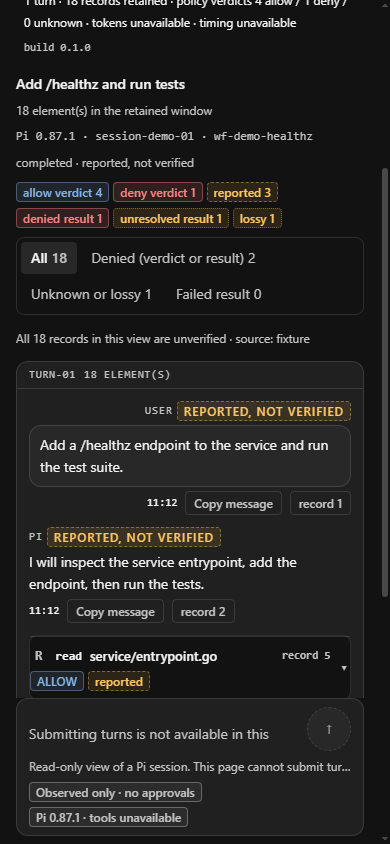 1 turn · 18 records retained · policy verdicts 4 allow / 1 deny /
0 unknown · tokens unavailable · timing unavailable
build 0.1.0
Add /healthz and run tests
18 element(s) in the retained window
Pi 0.87.1 · session-demo-01 · wf-demo-healthz
completed · reported, not verified
allow verdict 4 deny verdict 1 reported 3
denied result 1 unresolved result 1 lossy 1
All 18 Denied (verdict or result) 2
Unknown or lossy 1 Failed result 0
All 18 records in this view are unverified · source: fixture
TURN-01 18 ELEMENT(S)
USER REPORTED, NOT VERIFIED
Add a /healthz endpoint to the service and run
the test suite.
11:12 Copy message record 1
PI REPORTED, NOT VERIFIED
I will inspect the service entrypoint, add the
endpoint, then run the tests.
11:12 Copy message record 2
R read service/entrypoint.go record 5
ALLOW reported
Submitting turns is not available in this
↑
Read-only view of a Pi session. This page cannot submit tur...
Observed only · no approvals
Pi 0.87.1 · tools unavailable